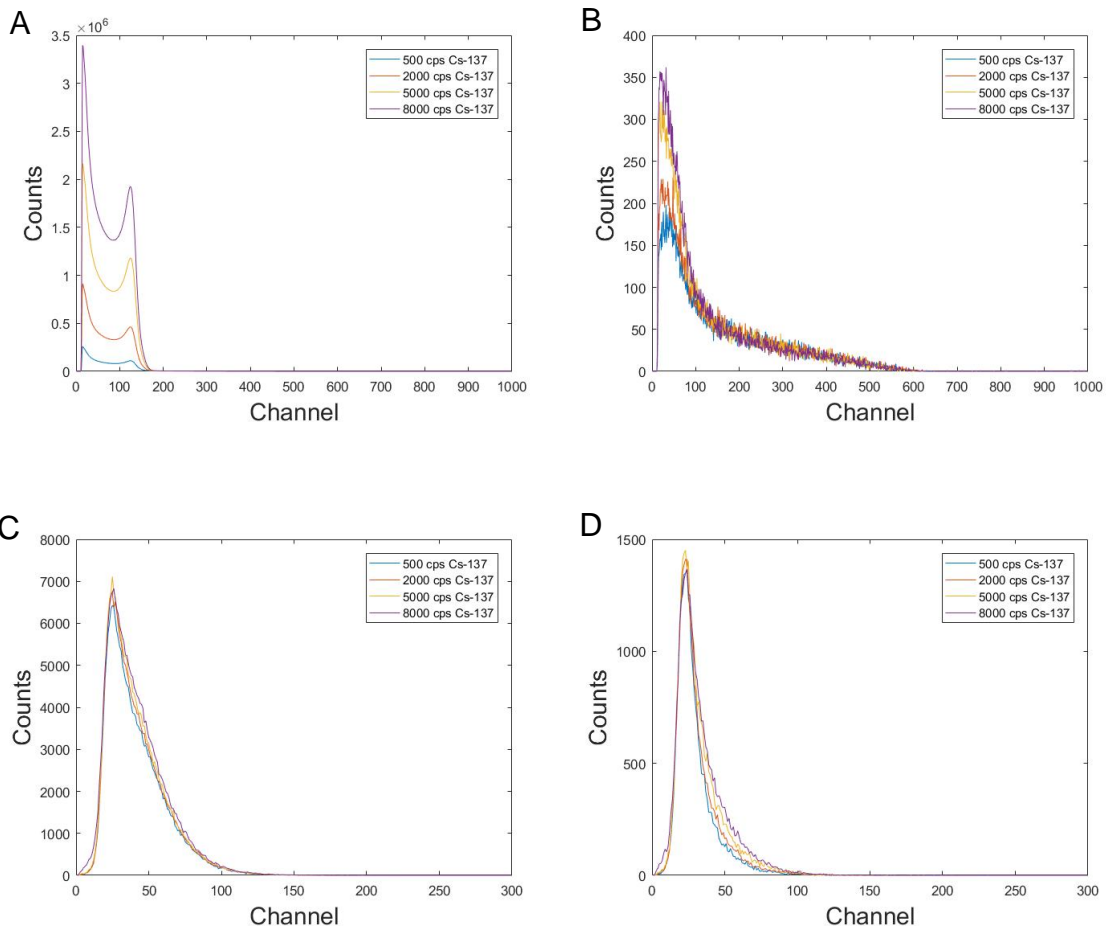 A
×10⁶
3.5
3
2.5
2
1.5
1
0.5
0
Counts
0 100 200 300 400 500 600 700 800 900 1000
Channel
500 cps Cs-137
2000 cps Cs-137
5000 cps Cs-137
8000 cps Cs-137
B
400
350
300
250
200
150
100
50
0
Counts
0 100 200 300 400 500 600 700 800 900 1000
Channel
500 cps Cs-137
2000 cps Cs-137
5000 cps Cs-137
8000 cps Cs-137
C
8000
7000
6000
5000
4000
3000
2000
1000
0
Counts
0 50 100 150 200 250 300
Channel
500 cps Cs-137
2000 cps Cs-137
5000 cps Cs-137
8000 cps Cs-137
D
1500
1000
500
0
Counts
0 50 100 150 200 250 300
Channel
500 cps Cs-137
2000 cps Cs-137
5000 cps Cs-137
8000 cps Cs-137